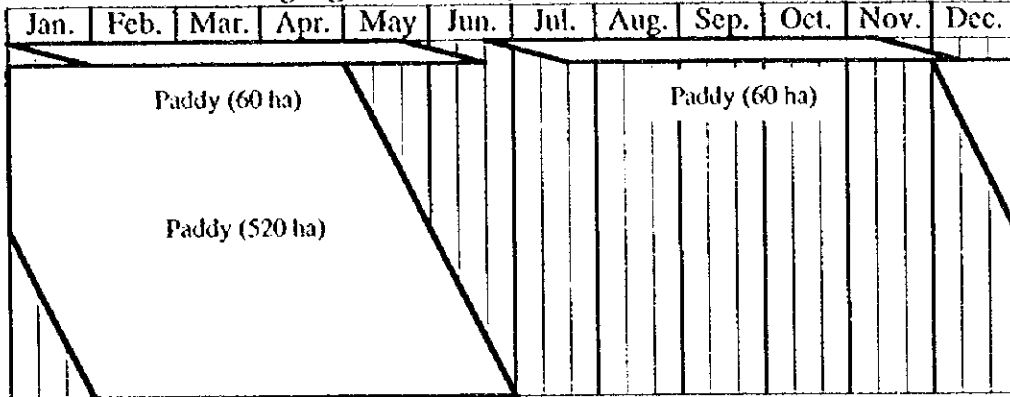 Jan. Feb. Mar. Apr. May Jun. Jul. Aug. Sep. Oct. Nov. Dec.
Paddy (60 ha) Paddy (60 ha)
Paddy (520 ha)